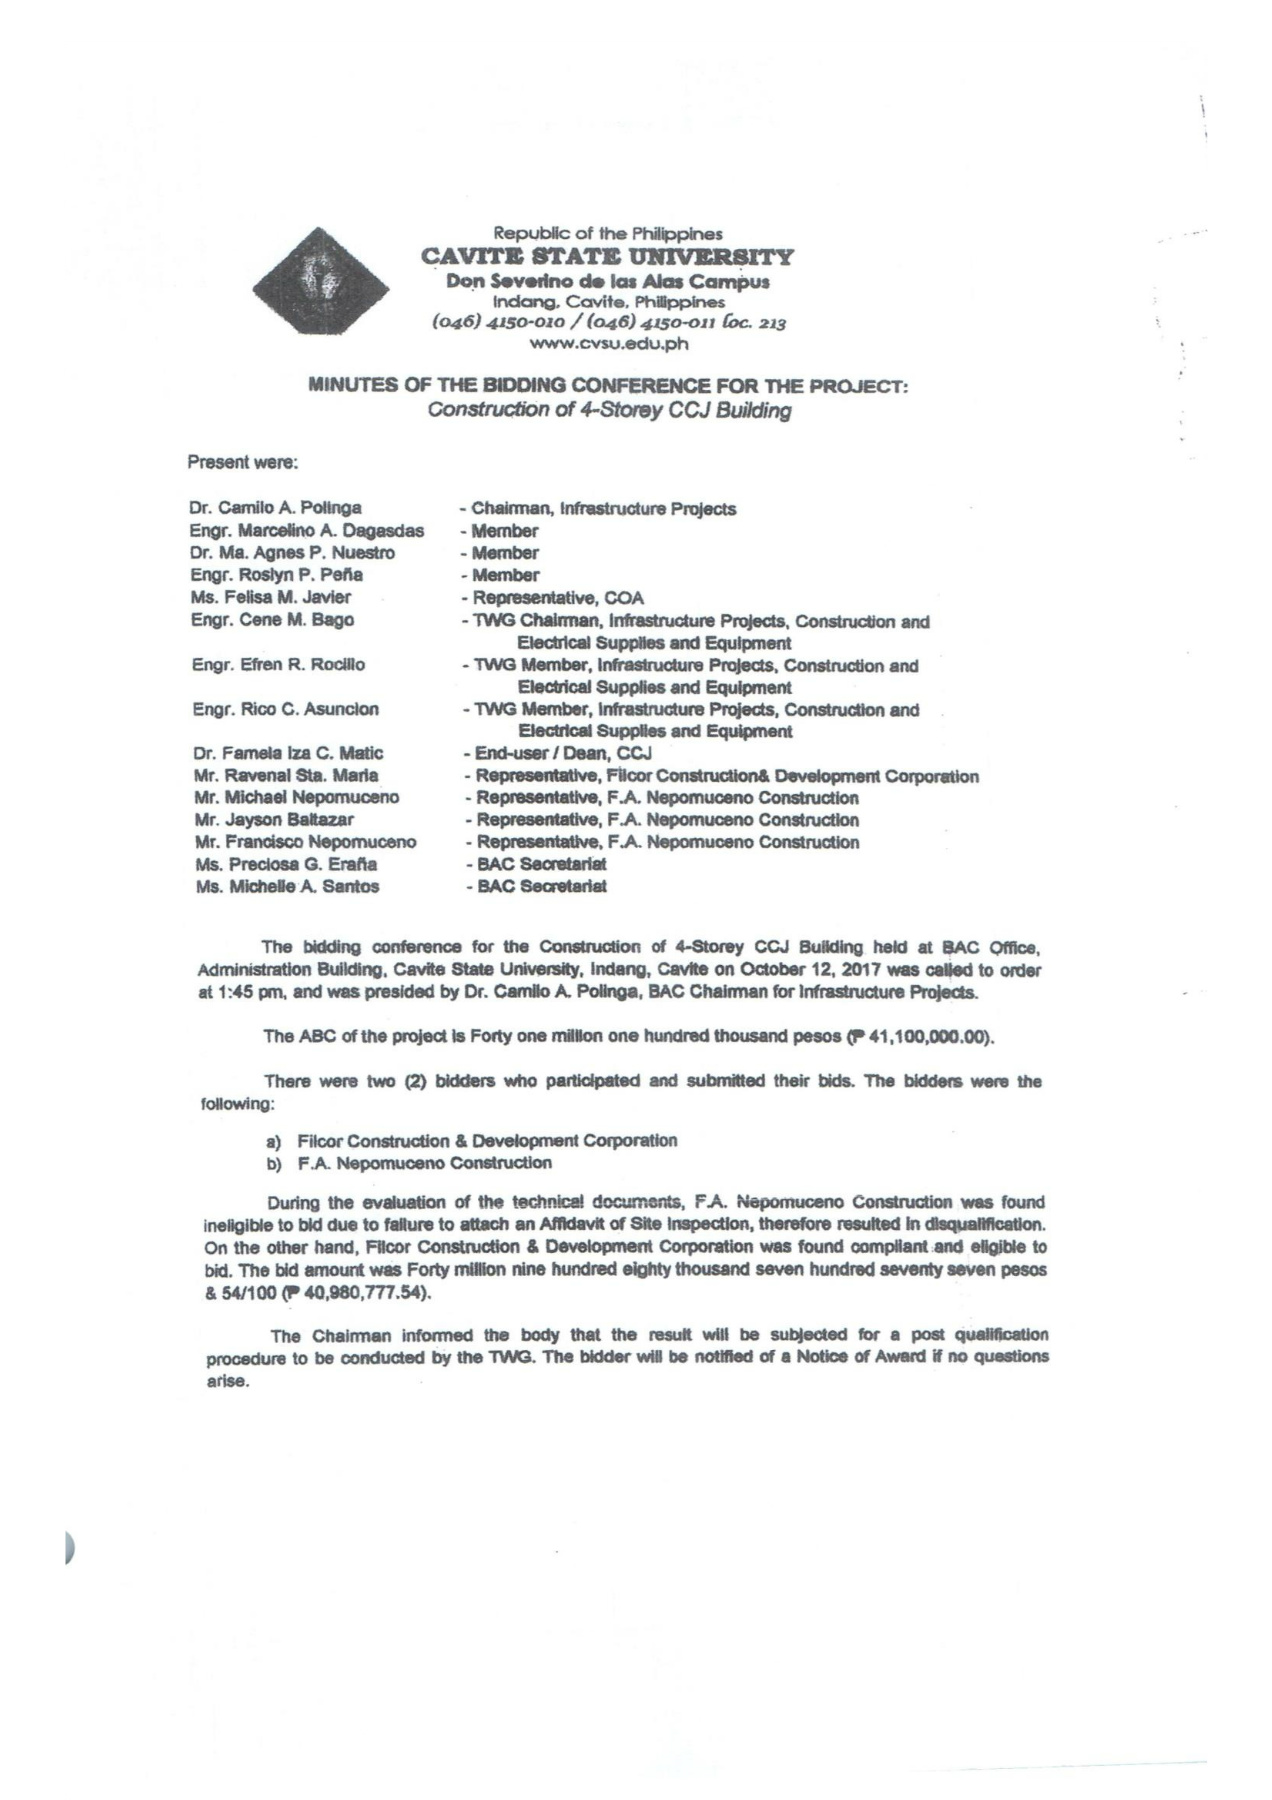 Republic of the Philippines
CAVITE STATE UNIVERSITY
Don Severino de las Alas Campus
Indang, Cavite, Philippines
(046) 4150-010 / (046) 4150-011 loc. 213
www.cvsu.edu.ph
MINUTES OF THE BIDDING CONFERENCE FOR THE PROJECT:
Construction of 4-Storey CCJ Building
Present were:
Dr. Camilo A. Polinga - Chairman, Infrastructure Projects
Engr. Marcelino A. Dagasdas - Member
Dr. Ma. Agnes P. Nuestro - Member
Engr. Roslyn P. Peña - Member
Ms. Felisa M. Javier - Representative, COA
Engr. Cene M. Bago - TWG Chairman, Infrastructure Projects, Construction and
Electrical Supplies and Equipment
Engr. Efren R. Rocillo - TWG Member, Infrastructure Projects, Construction and
Electrical Supplies and Equipment
Engr. Rico C. Asuncion - TWG Member, Infrastructure Projects, Construction and
Electrical Supplies and Equipment
Dr. Famela Iza C. Matic - End-user / Dean, CCJ
Mr. Ravenal Sta. Maria - Representative, Filcor Construction& Development Corporation
Mr. Michael Nepomuceno - Representative, F.A. Nepomuceno Construction
Mr. Jayson Baltazar - Representative, F.A. Nepomuceno Construction
Mr. Francisco Nepomuceno - Representative, F.A. Nepomuceno Construction
Ms. Preciosa G. Eraña - BAC Secretariat
Ms. Michelle A. Santos - BAC Secretariat
The bidding conference for the Construction of 4-Storey CCJ Building held at BAC Office,
Administration Building, Cavite State University, Indang, Cavite on October 12, 2017 was called to order
at 1:45 pm, and was presided by Dr. Camilo A. Polinga, BAC Chairman for Infrastructure Projects.
The ABC of the project is Forty one million one hundred thousand pesos (₱ 41,100,000.00).
There were two (2) bidders who participated and submitted their bids. The bidders were the
following:
a) Filcor Construction & Development Corporation
b) F.A. Nepomuceno Construction
During the evaluation of the technical documents, F.A. Nepomuceno Construction was found
ineligible to bid due to failure to attach an Affidavit of Site Inspection, therefore resulted in disqualification.
On the other hand, Filcor Construction & Development Corporation was found compliant and eligible to
bid. The bid amount was Forty million nine hundred eighty thousand seven hundred seventy seven pesos
& 54/100 (₱ 40,980,777.54).
The Chairman informed the body that the result will be subjected for a post qualification
procedure to be conducted by the TWG. The bidder will be notified of a Notice of Award if no questions
arise.